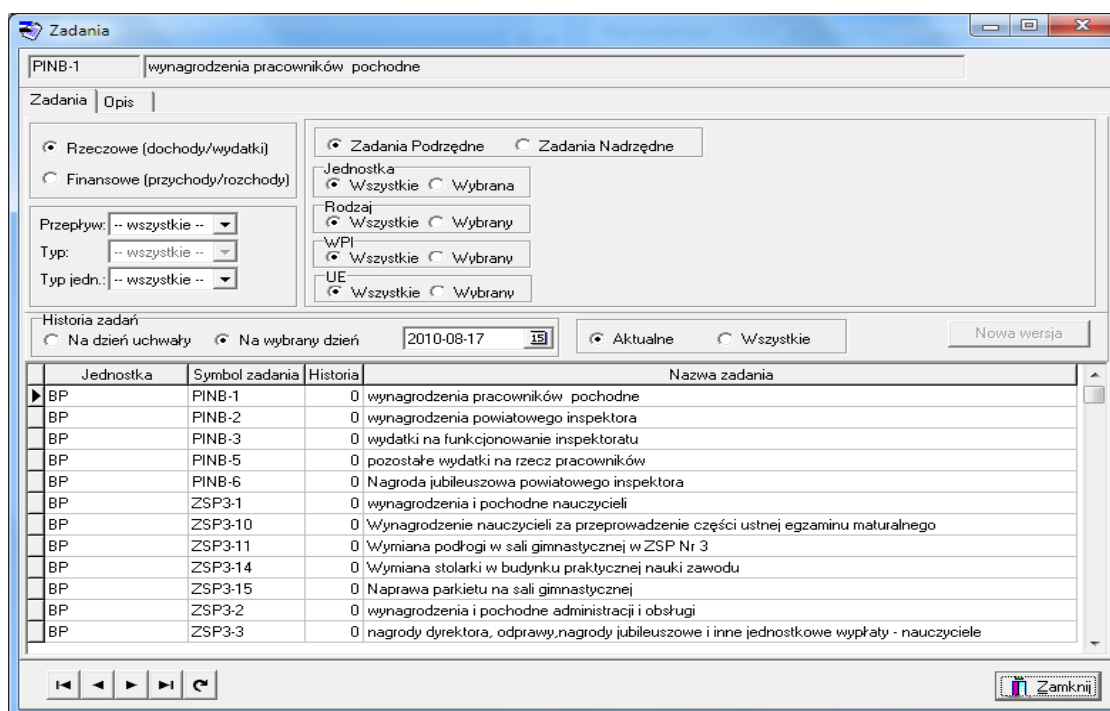 Zadania
PINB-1 wynagrodzenia pracowników pochodne
Zadania Opis
Rzeczowe (dochody/wydatki)
Finansowe (przychody/rozchody)
Przepływ: -- wszystkie --
Typ: -- wszystkie --
Typ jedn.: -- wszystkie --
Zadania Podrzędne Zadania Nadrzędne
Jednostka
Wszystkie Wybrana
Rodzaj
Wszystkie Wybrany
WPI
Wszystkie Wybrany
UE
Wszystkie Wybrany
Historia zadań
Na dzień uchwały Na wybrany dzień 2010-08-17 15 Aktualne Wszystkie Nowa wersja
Jednostka Symbol zadania Historia Nazwa zadania
BP PINB-1 0 wynagrodzenia pracowników pochodne
BP PINB-2 0 wynagrodzenia powiatowego inspektora
BP PINB-3 0 wydatki na funkcjonowanie inspektoratu
BP PINB-5 0 pozostałe wydatki na rzecz pracowników
BP PINB-6 0 Nagroda jubileuszowa powiatowego inspektora
BP ZSP3-1 0 wynagrodzenia i pochodne nauczycieli
BP ZSP3-10 0 Wynagrodzenie nauczycieli za przeprowadzenie części ustnej egzaminu maturalnego
BP ZSP3-11 0 Wymiana podłogi w sali gimnastycznej w ZSP Nr 3
BP ZSP3-14 0 Wymiana stolarki w budynku praktycznej nauki zawodu
BP ZSP3-15 0 Naprawa parkietu na sali gimnastycznej
BP ZSP3-2 0 wynagrodzenia i pochodne administracji i obsługi
BP ZSP3-3 0 nagrody dyrektora, odprawy,nagrody jubileuszowe i inne jednostkowe wypłaty - nauczyciele
Zamknij